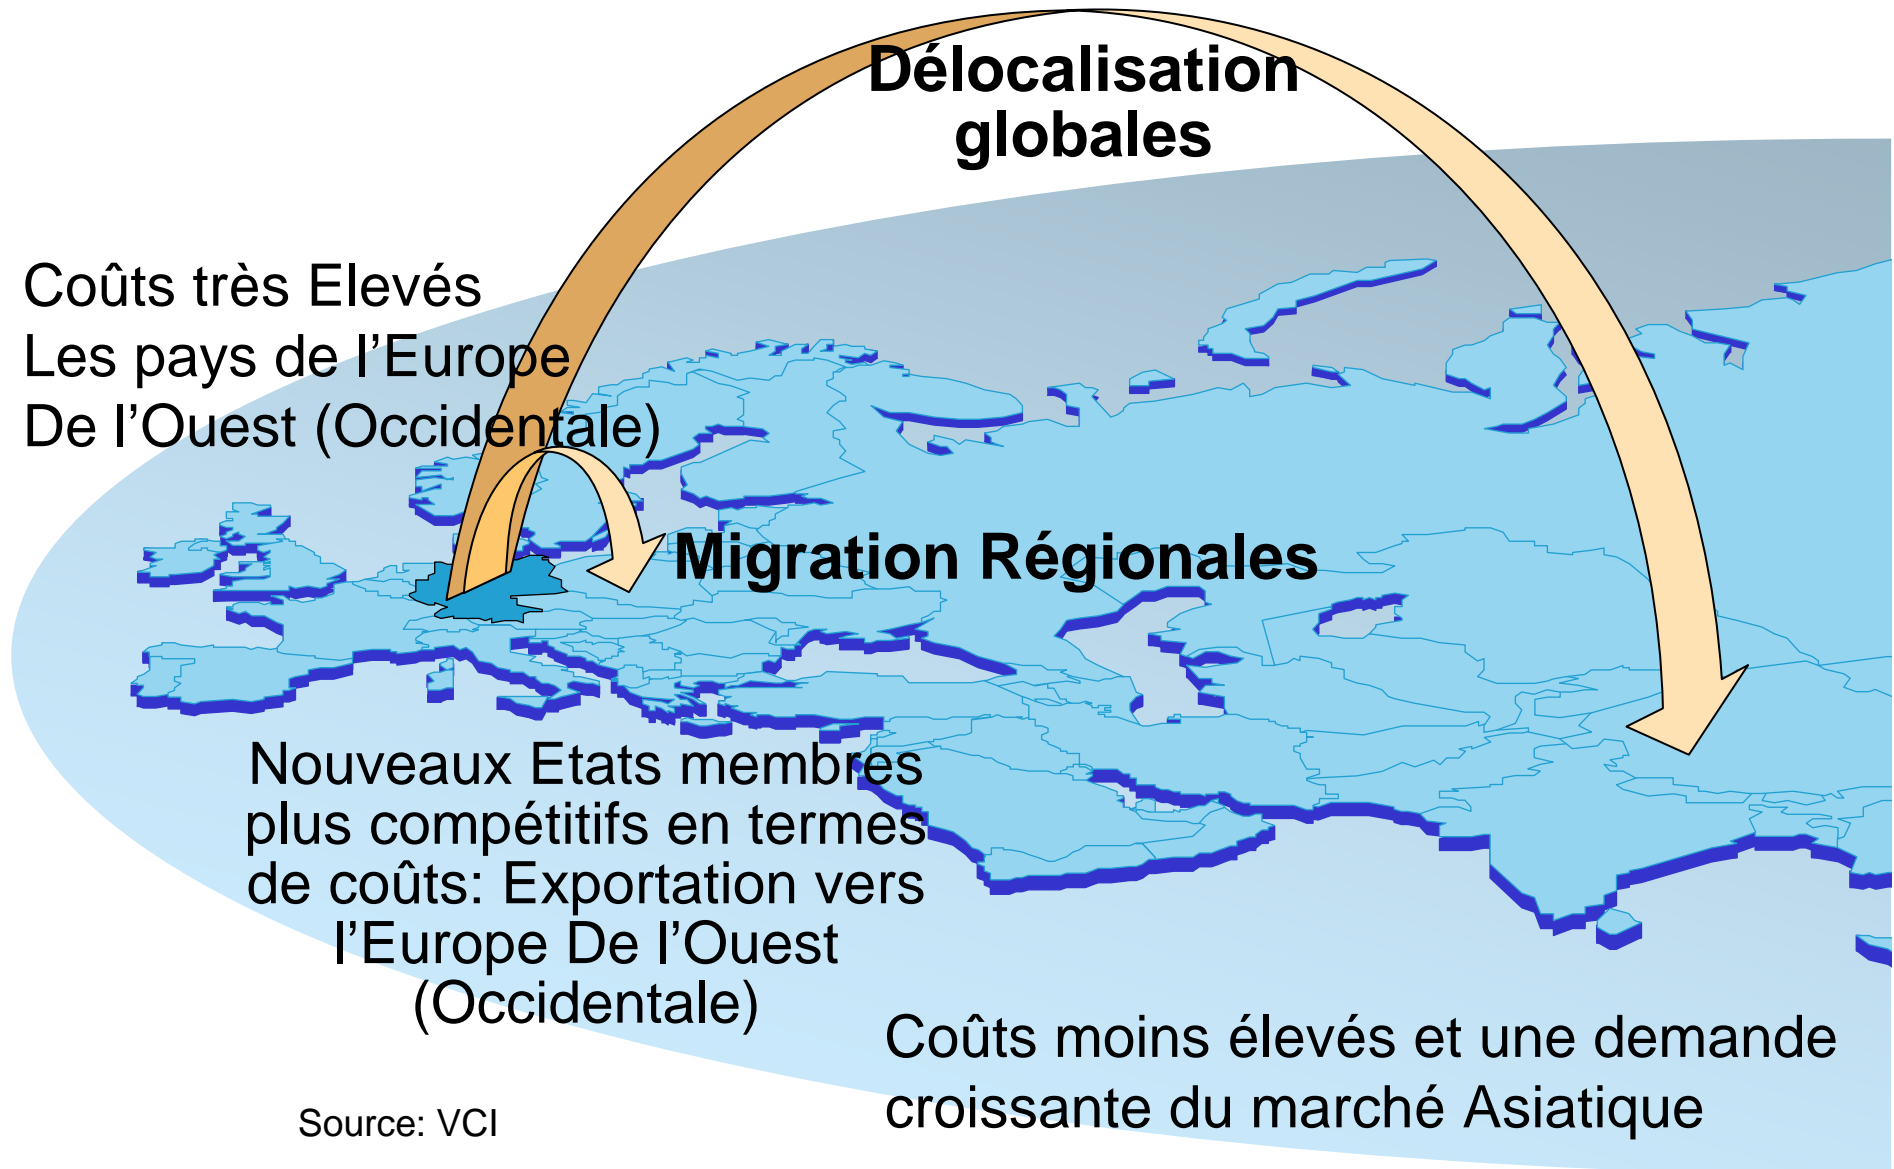 Délocalisation
globales
Coûts très Elevés
Les pays de l’Europe
De l’Ouest (Occidentale)
Migration Régionales
Nouveaux Etats membres
plus compétitifs en termes
de coûts: Exportation vers
l’Europe De l’Ouest
(Occidentale)
Coûts moins élevés et une demande
croissante du marché Asiatique
Source: VCI